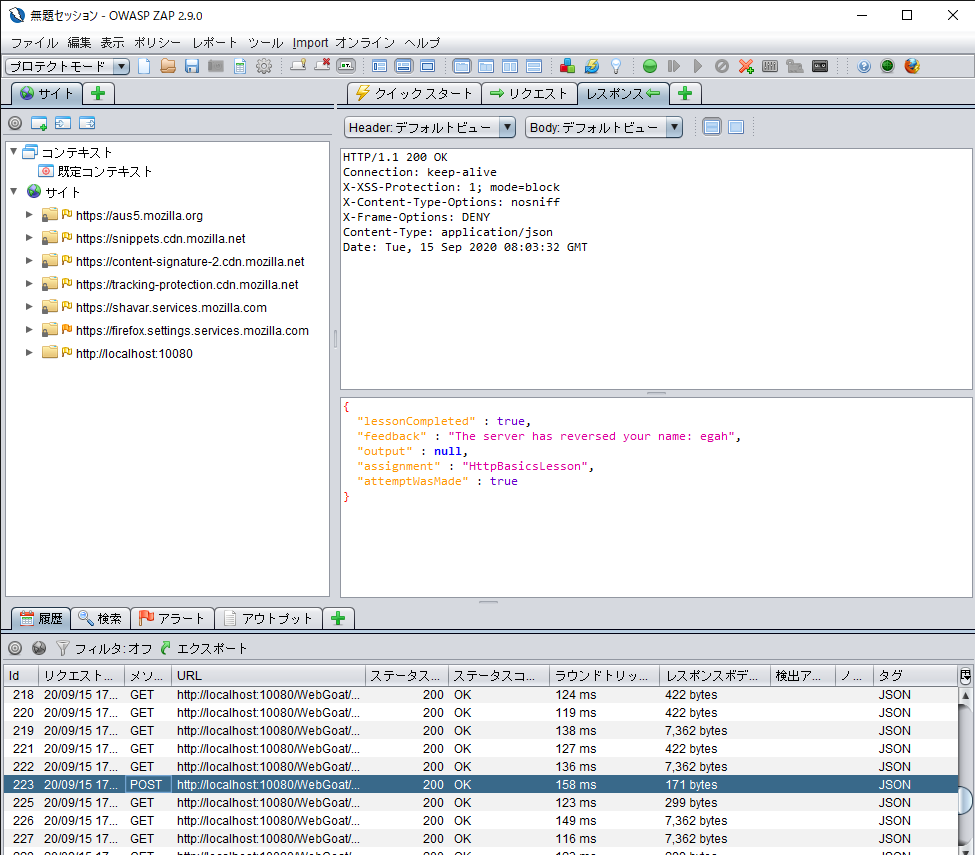 無題セッション - OWASP ZAP 2.9.0
ファイル 編集 表示 ポリシー レポート ツール Import オンライン ヘルプ
プロテクトモード
サイト
クイックスタート リクエスト レスポンス
Header: デフォルトビュー Body: デフォルトビュー
コンテキスト
既定コンテキスト
サイト
https://aus5.mozilla.org
https://snippets.cdn.mozilla.net
https://content-signature-2.cdn.mozilla.net
https://tracking-protection.cdn.mozilla.net
https://shavar.services.mozilla.com
https://firefox.settings.services.mozilla.com
http://localhost:10080
HTTP/1.1 200 OK
Connection: keep-alive
X-XSS-Protection: 1; mode=block
X-Content-Type-Options: nosniff
X-Frame-Options: DENY
Content-Type: application/json
Date: Tue, 15 Sep 2020 08:03:32 GMT
{
"lessonCompleted" : true,
"feedback" : "The server has reversed your name: egah",
"output" : null,
"assignment" : "HttpBasicsLesson",
"attemptWasMade" : true
}
履歴 検索 アラート アウトプット
フィルタ:オフ エクスポート
Id リクエスト... メソ... URL ステータス... ステータスコ... ラウンドトリッ... レスポンスボデ... 検出ア... ノ... タグ
218 20/09/15 17... GET http://localhost:10080/WebGoat/... 200 OK 124 ms 422 bytes JSON
220 20/09/15 17... GET http://localhost:10080/WebGoat/... 200 OK 119 ms 422 bytes JSON
219 20/09/15 17... GET http://localhost:10080/WebGoat/... 200 OK 138 ms 7,362 bytes JSON
221 20/09/15 17... GET http://localhost:10080/WebGoat/... 200 OK 127 ms 422 bytes JSON
222 20/09/15 17... GET http://localhost:10080/WebGoat/... 200 OK 136 ms 7,362 bytes JSON
223 20/09/15 17... POST http://localhost:10080/WebGoat/... 200 OK 158 ms 171 bytes JSON
225 20/09/15 17... GET http://localhost:10080/WebGoat/... 200 OK 123 ms 299 bytes JSON
226 20/09/15 17... GET http://localhost:10080/WebGoat/... 200 OK 149 ms 7,362 bytes JSON
227 20/09/15 17... GET http://localhost:10080/WebGoat/... 200 OK 116 ms 7,362 bytes JSON